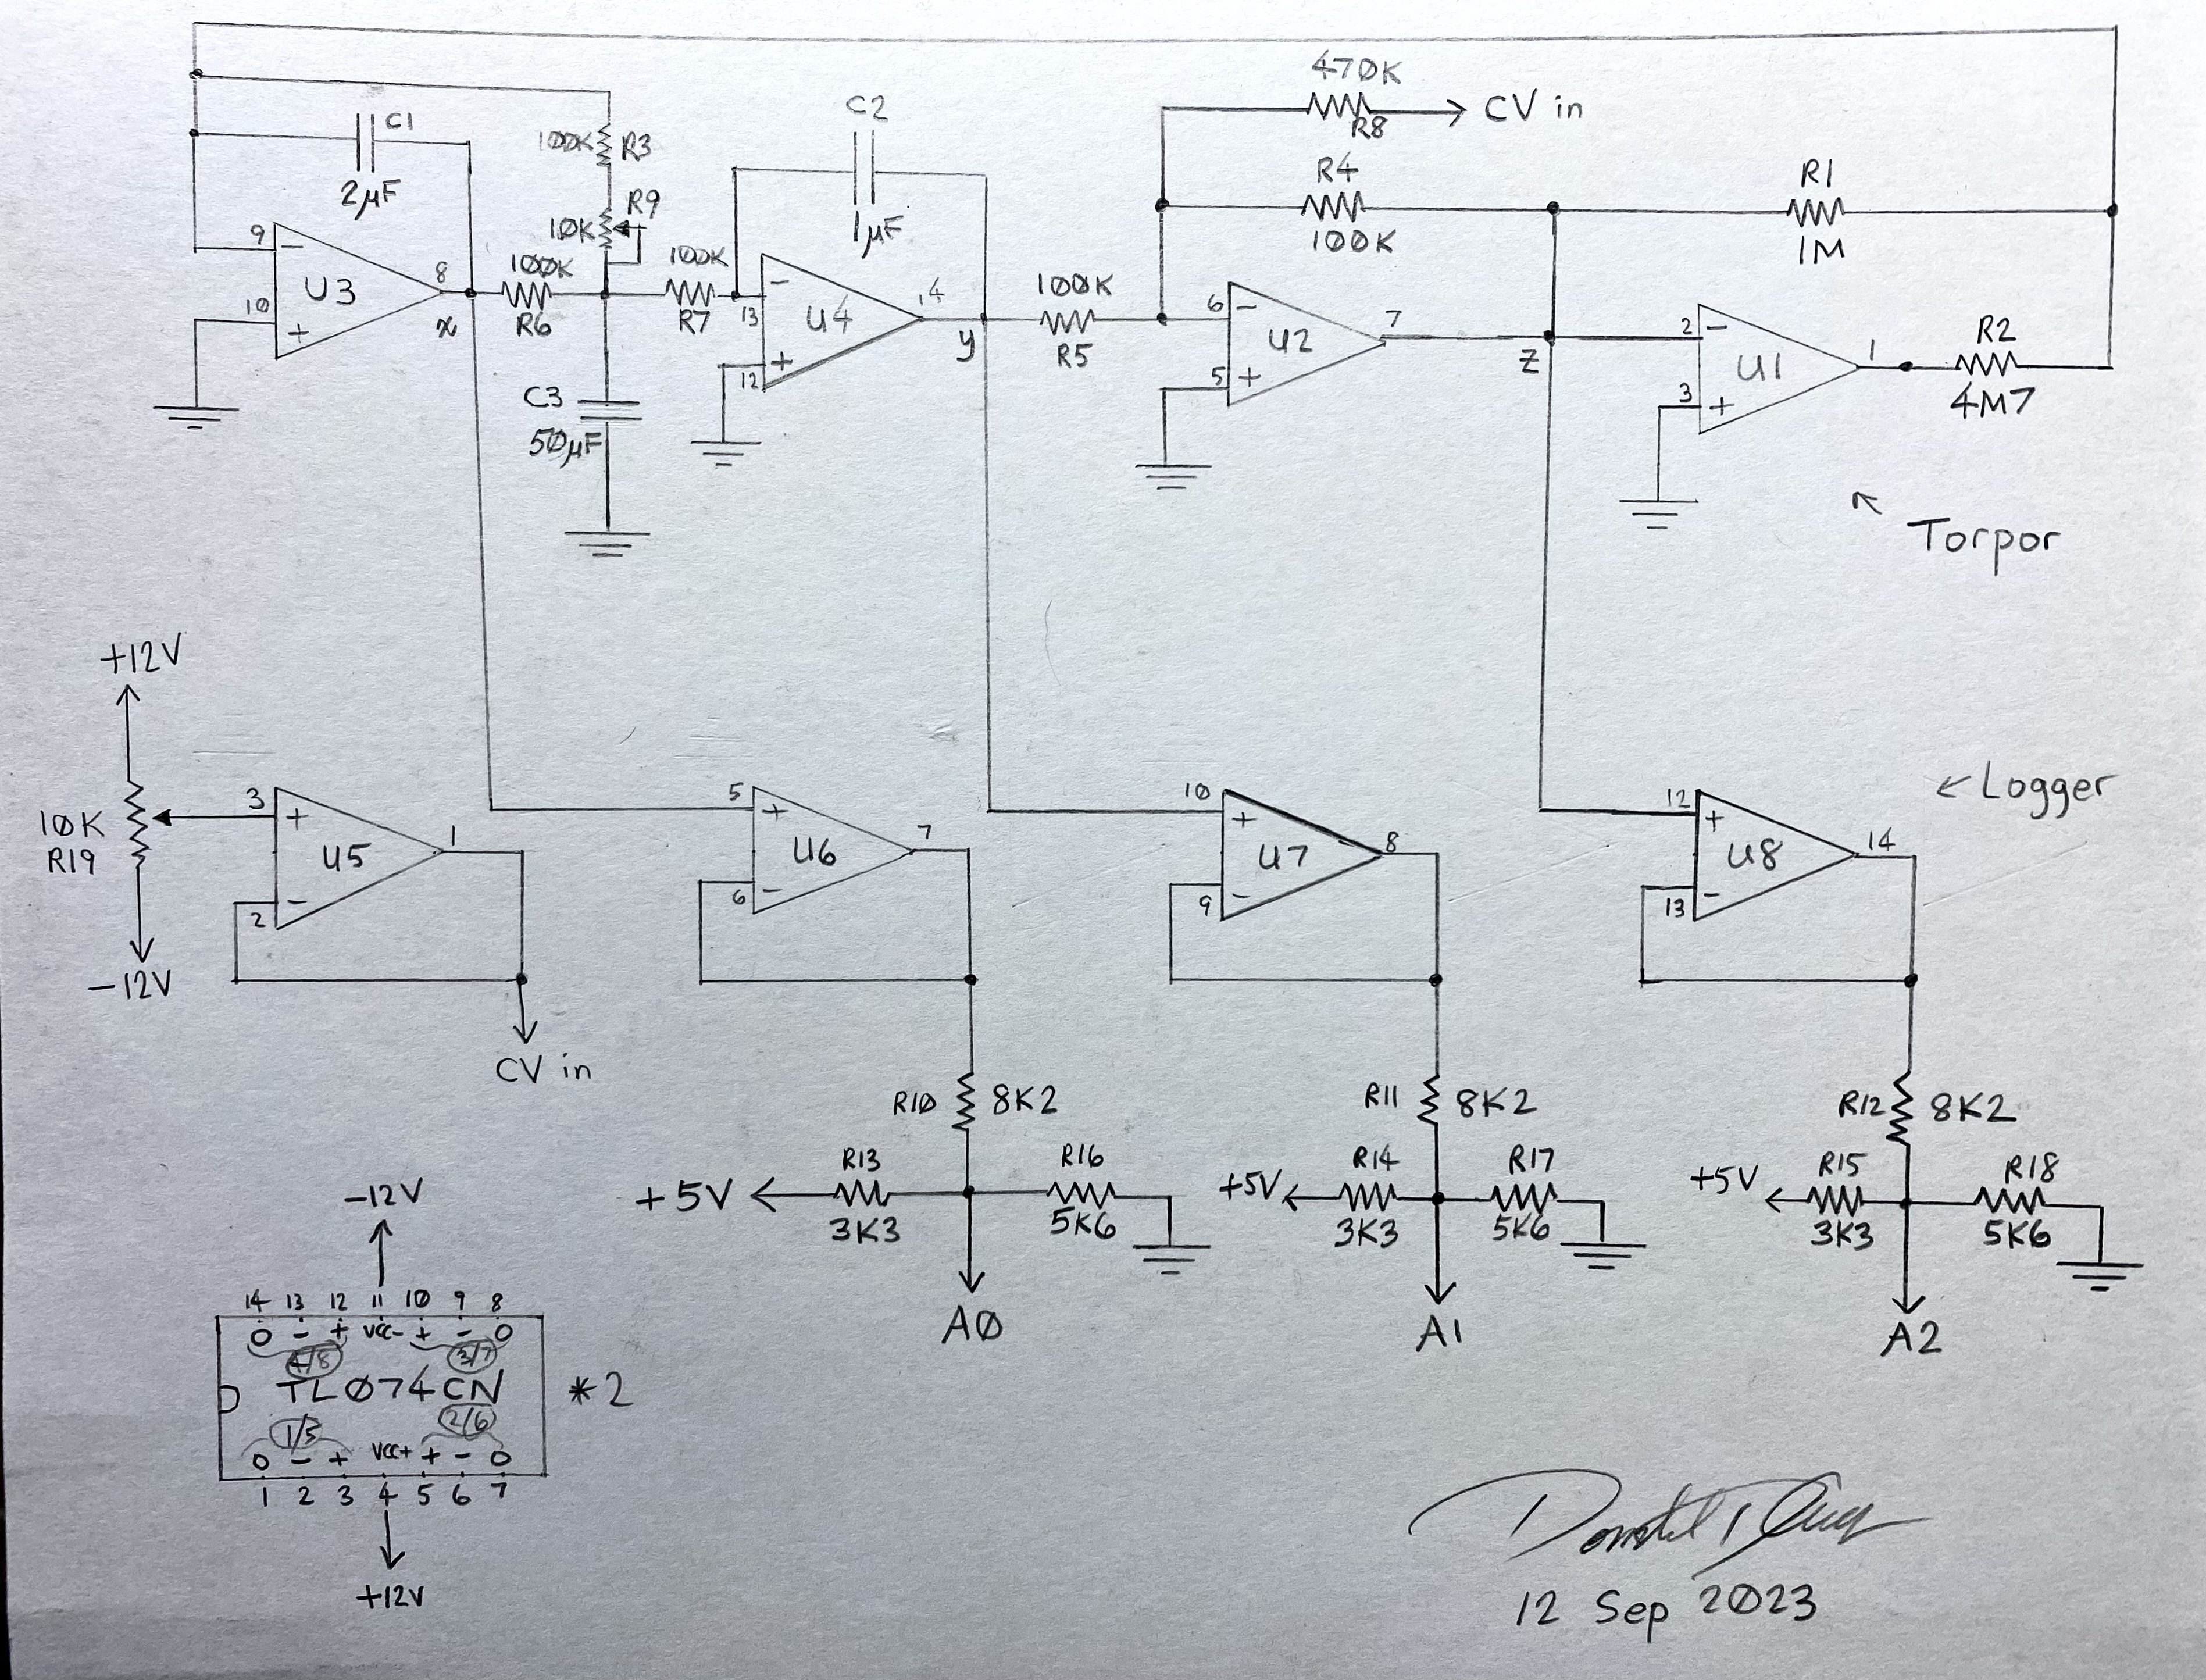 470K
R8
CV in
C1
2μF
100K
R3
C2
1μF
R4
100K
R1
1M
R9
10K
9
−
10
+
U3
8
x
100K
R6
100K
R7
13
−
12
+
U4
14
y
C3
50μF
100K
R5
6
−
5
+
U2
7
z
2
−
3
+
U1
1
R2
4M7
Torpor
+12V
10K
R19
−12V
3
+
2
−
U5
1
CV in
5
+
6
−
U6
7
10
+
9
−
U7
8
12
+
13
−
U8
14
Logger
R10
8K2
R13
3K3
+5V
R16
5K6
A0
R11
8K2
R14
3K3
+5V
R17
5K6
A1
R12
8K2
R15
3K3
+5V
R18
5K6
A2
−12V
14 13 12 11 10 9 8
O − + VCC− + − O
4/8 3/7
TL074CN
*2
1/5 2/6
O − + VCC+ + − O
1 2 3 4 5 6 7
+12V
12 Sep 2023